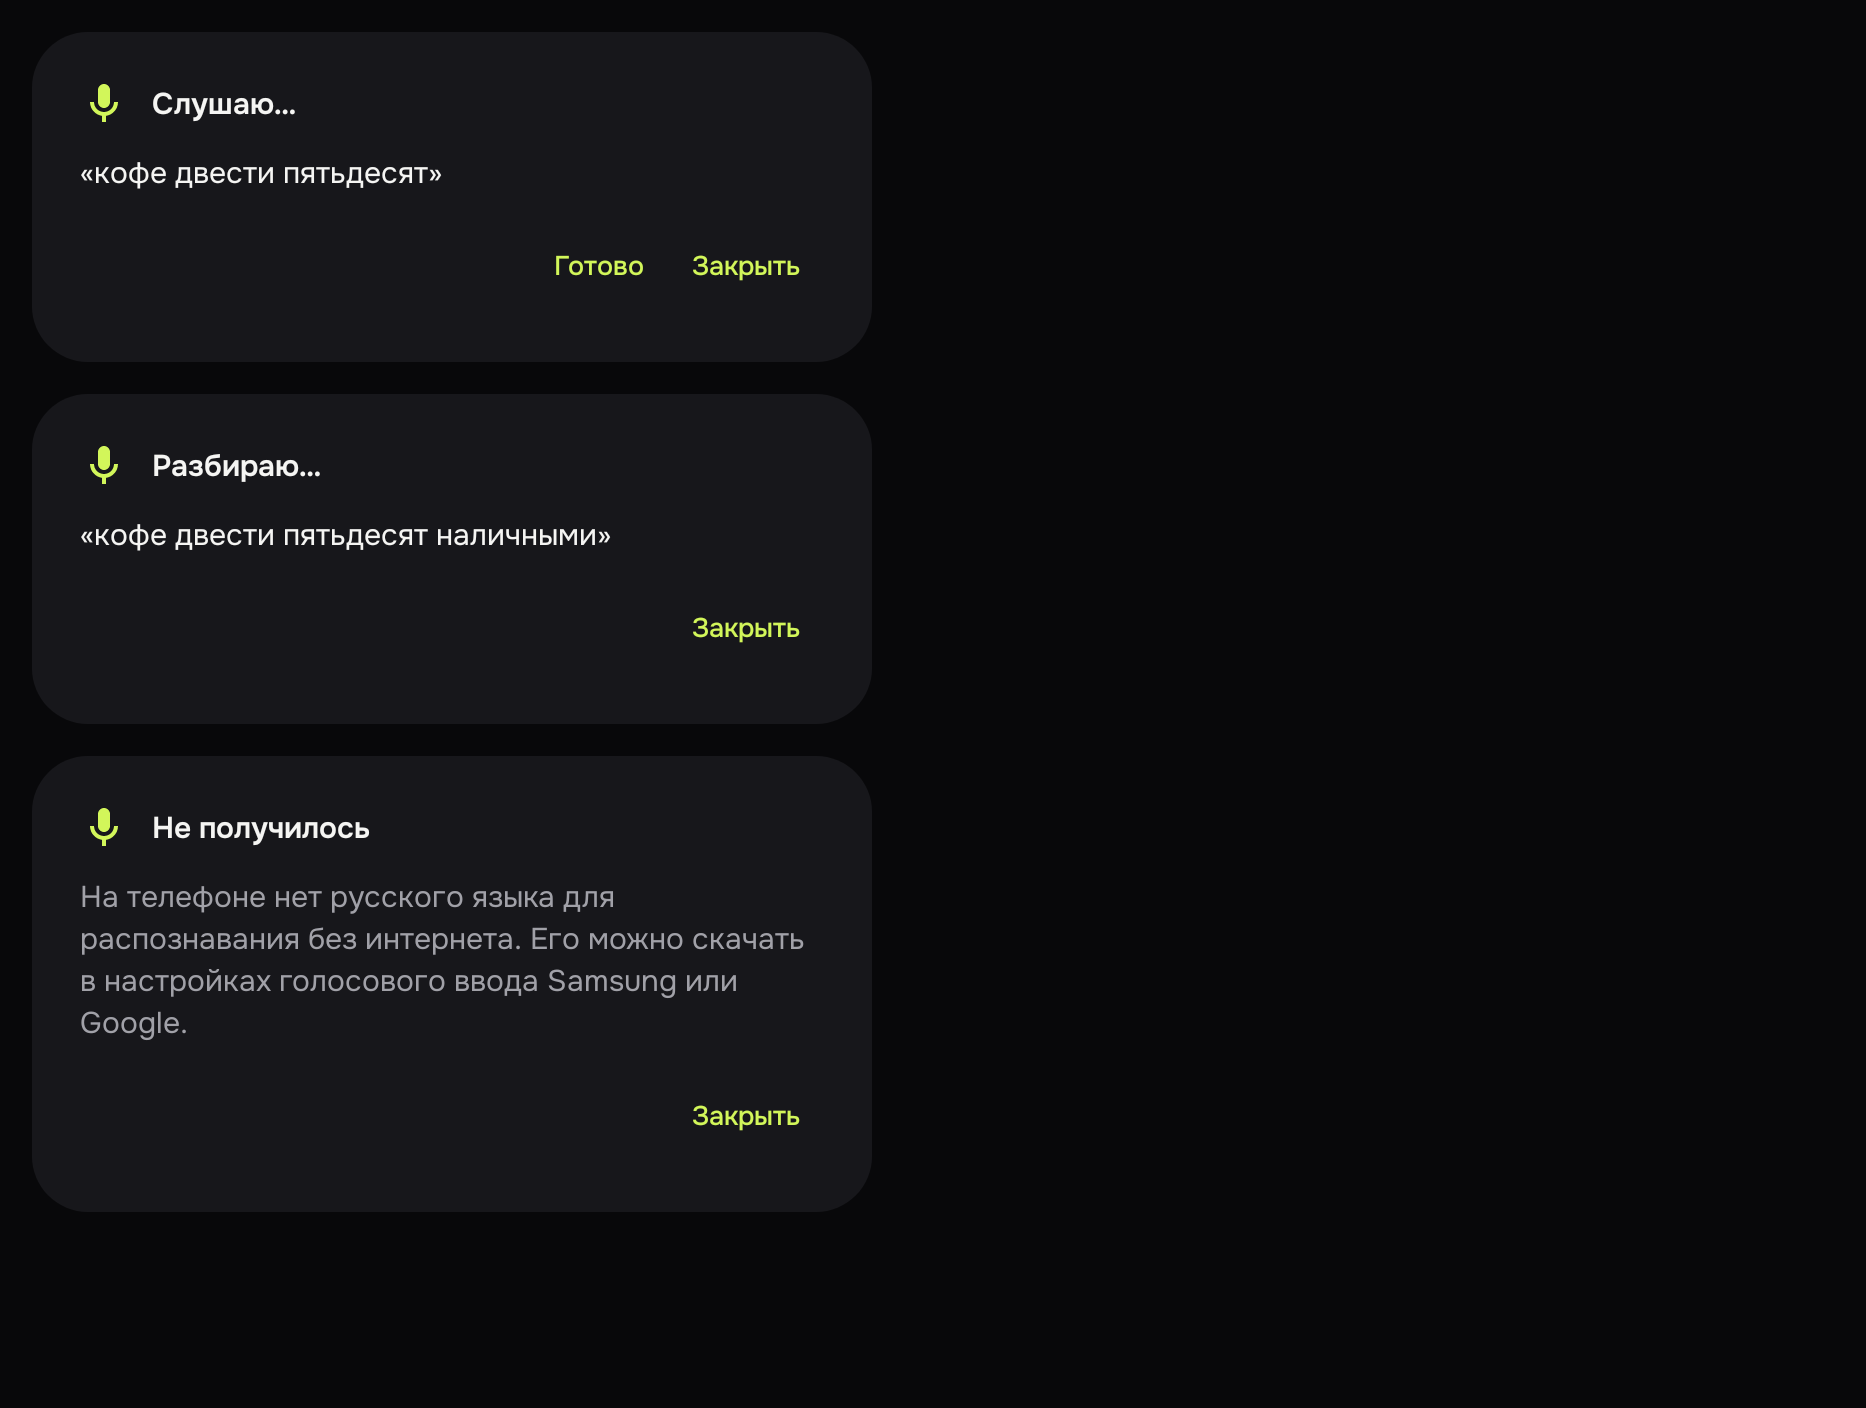 Слушаю...
«кофе двести пятьдесят»
Готово Закрыть
Разбираю...
«кофе двести пятьдесят наличными»
Закрыть
Не получилось
На телефоне нет русского языка для
распознавания без интернета. Его можно скачать
в настройках голосового ввода Samsung или
Google.
Закрыть